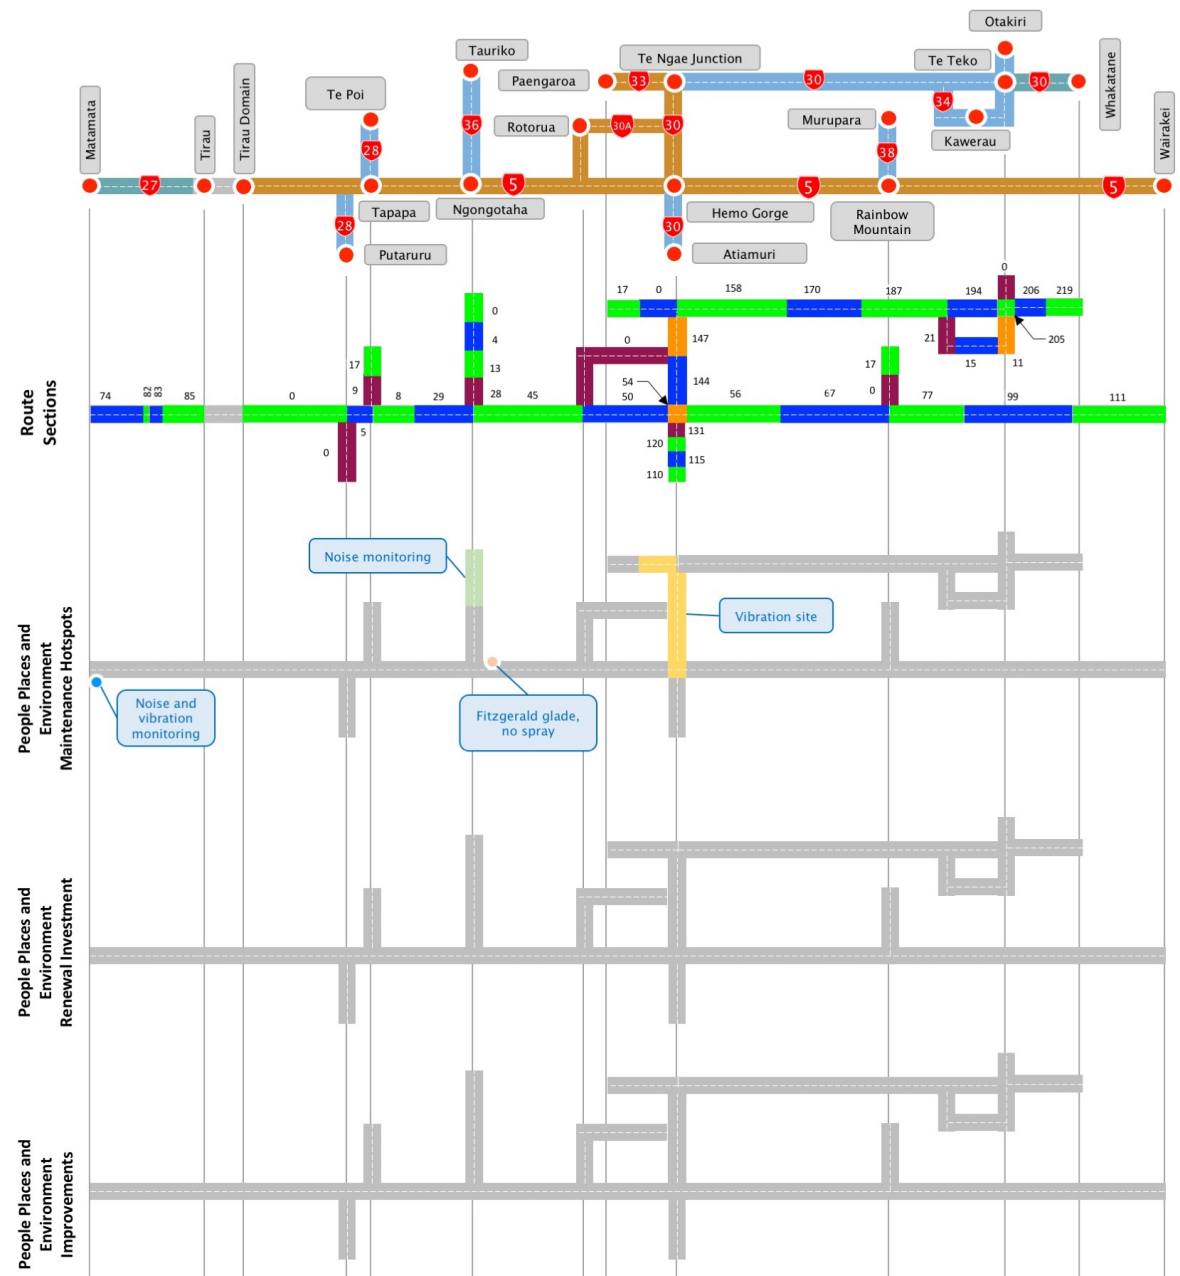 Otakiri
Tauriko
Te Ngae Junction
Te Teko
Paengaroa
33
30
30
Whakatane
Te Poi
34
Matamata
Tirau
Tirau Domain
36
Rotorua
30A
30
Murupara
Kawerau
Wairakei
28
38
27
5
5
5
Tapapa
Ngongotaha
Hemo Gorge
Rainbow
Mountain
28
30
Putaruru
Atiamuri
0
17
0
158
170
187
194
206
219
0
4
13
28
147
144
0
21
15
11
205
17
9
17
0
54
50
74
82
83
85
0
8
29
45
56
67
77
99
111
5
0
131
120
115
110
Route
Sections
Noise monitoring
Vibration site
Noise and
vibration
monitoring
Fitzgerald glade,
no spray
People Places and
Environment
Maintenance Hotspots
People Places and
Environment
Renewal Investment
People Places and
Environment
Improvements